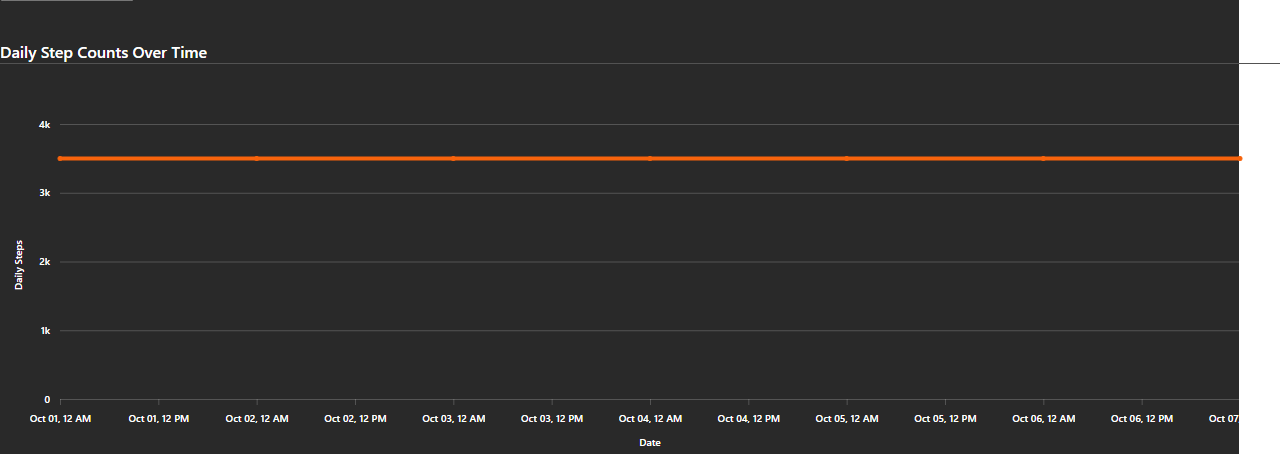 Daily Step Counts Over Time
4k
3k
2k
1k
0
Daily Steps
Oct 01, 12 AM Oct 01, 12 PM Oct 02, 12 AM Oct 02, 12 PM Oct 03, 12 AM Oct 03, 12 PM Oct 04, 12 AM Oct 04, 12 PM Oct 05, 12 AM Oct 05, 12 PM Oct 06, 12 AM Oct 06, 12 PM Oct 07,
Date